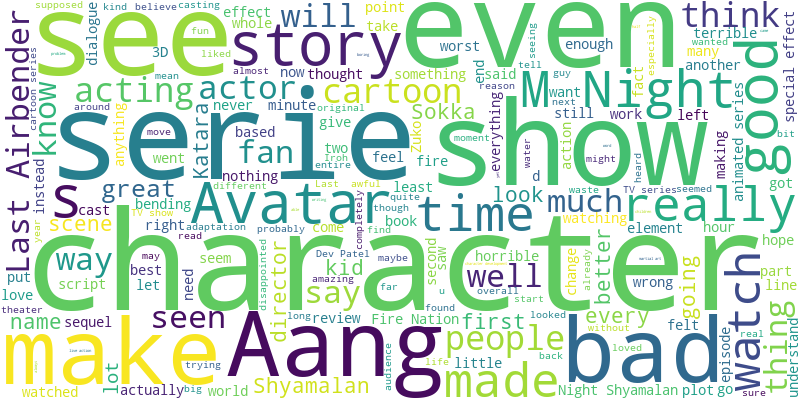 supposed
kind
believe
casting
see
even
story
will
think
M Night
good
dialogue
effect
whole
3D
fun
liked
point
take
many
enough
worst
terrible
another
special effect
seeing
wanted
especially
tell
guy
fact
Last Airbender
cartoon series
know
acting
actor
mean
almost
now
thought
something
end
said
never
minute
original
cartoon
Sokka
want
reason
next
still
work
left
animated series
bit
around
serie
show
move
anything
instead
went
Katara
based
fan
give
two
Iroh
entire
nothing
feel
Zuko
fire
moment
water
everything
d
might
heard
action
making
s
great
cast
bending
different
Avatar
Last
awful
time
much
really
look
waste
TV series
seemed
got
watching
element
hour
hope
scene
year
TV show
right
adaptation
probably
come
completely
quite
though
find
least
book
saw
second
way
character
put
love
seem
best
may
read
need
let
script
disappointed
amazing
kid
Dev Patel
maybe
far
horrible
well
change
already
better
wrong
going
part
line
watch
thing
theater
make
Aang
bad
name
sequel
seen
director
say
long
review
u
overall
start
found
looked
Fire Nation
first
every
felt
without
episode
real
understand
people
made
live action
trying
watched
lot
actually
big
world
Shyamalan
audience
life
little
back
loved
Night Shyamalan
plot
go
sure